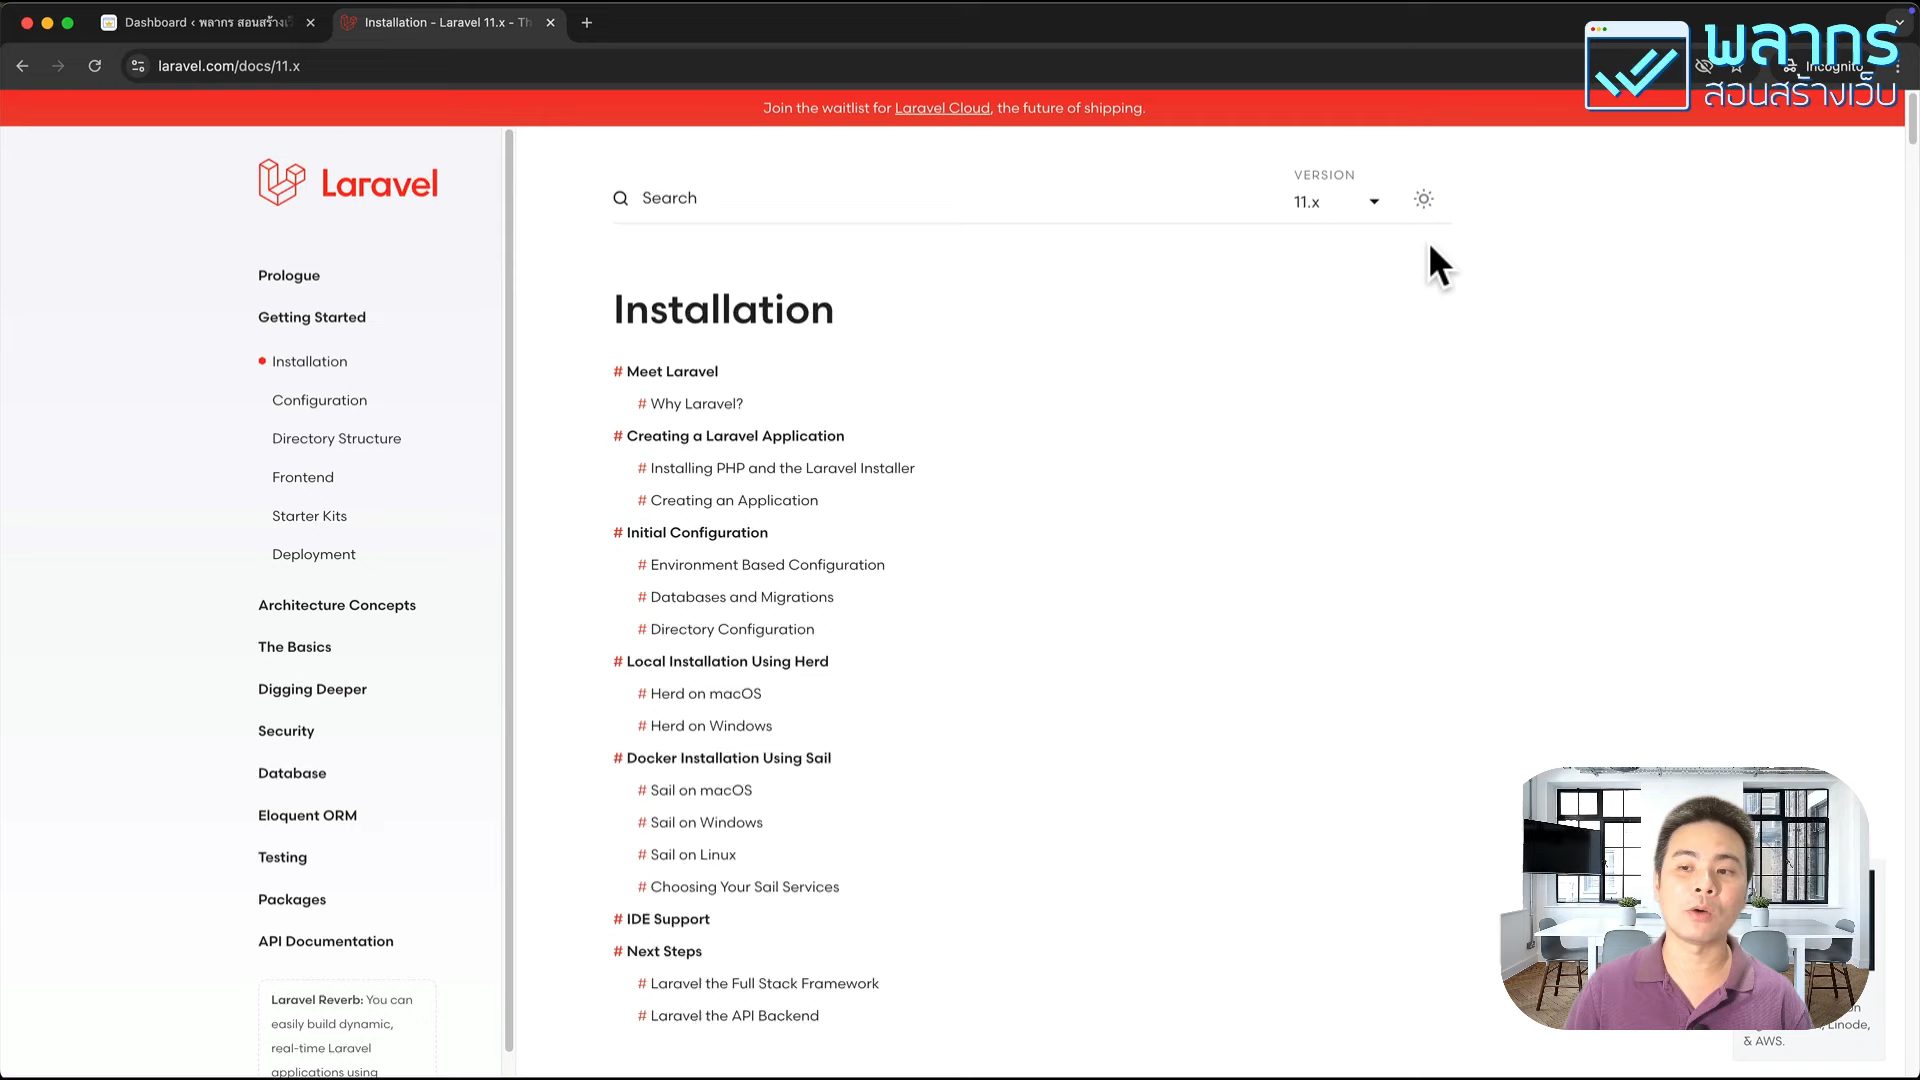 Dashboard ‹ พลากร สอนสร้างเว็
Installation - Laravel 11.x - Th
laravel.com/docs/11.x
Incognito
พลากร
สอนสร้างเว็บ
Join the waitlist for Laravel Cloud, the future of shipping.
Laravel
Search
VERSION
11.x
Prologue
Getting Started
Installation
Configuration
Directory Structure
Frontend
Starter Kits
Deployment
Architecture Concepts
The Basics
Digging Deeper
Security
Database
Eloquent ORM
Testing
Packages
API Documentation
Laravel Reverb: You can
easily build dynamic,
real-time Laravel
applications using
Installation
# Meet Laravel
# Why Laravel?
# Creating a Laravel Application
# Installing PHP and the Laravel Installer
# Creating an Application
# Initial Configuration
# Environment Based Configuration
# Databases and Migrations
# Directory Configuration
# Local Installation Using Herd
# Herd on macOS
# Herd on Windows
# Docker Installation Using Sail
# Sail on macOS
# Sail on Windows
# Sail on Linux
# Choosing Your Sail Services
# IDE Support
# Next Steps
# Laravel the Full Stack Framework
# Laravel the API Backend
Linode,
& AWS.